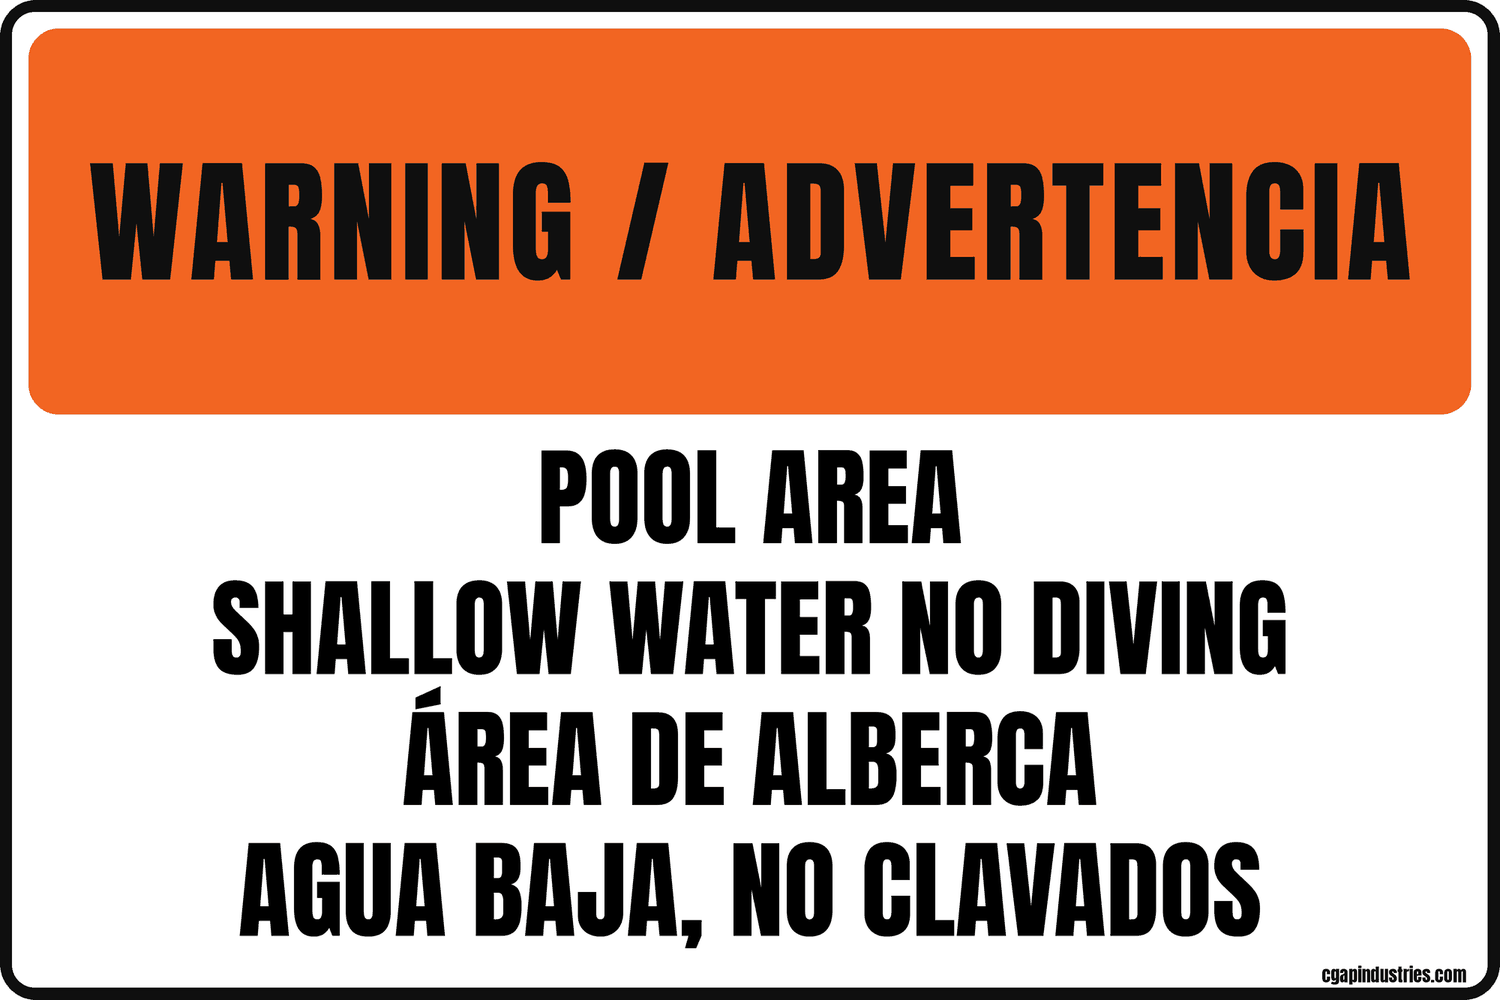 WARNING / ADVERTENCIA
POOL AREA
SHALLOW WATER NO DIVING
ÁREA DE ALBERCA
AGUA BAJA, NO CLAVADOS
cgapindustries.com